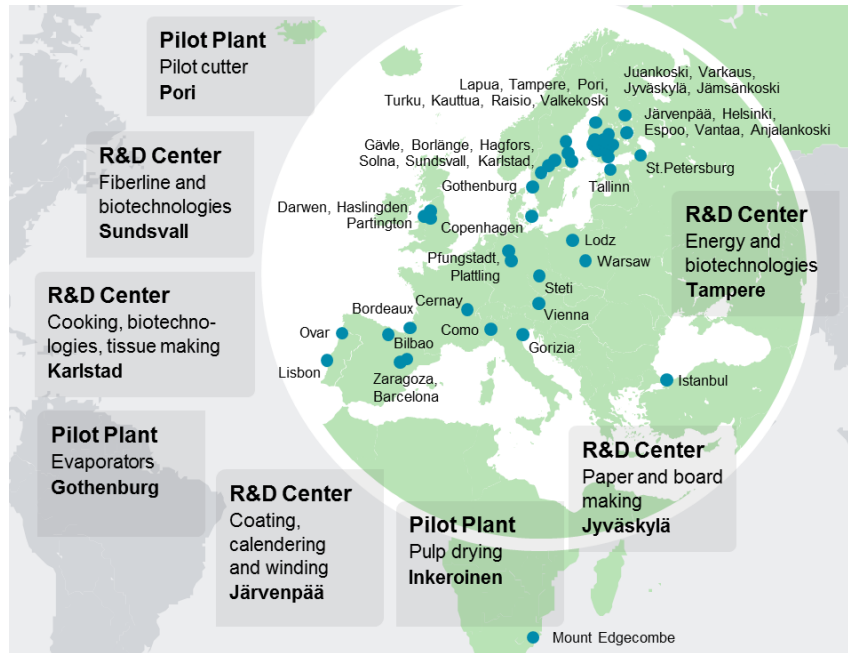 Pilot Plant
Pilot cutter
Pori
Lapua, Tampere, Pori,
Turku, Kauttua, Raisio, Valkekoski
Juankoski, Varkaus,
Jyväskylä, Jämsänkoski
Järvenpää, Helsinki,
Espoo, Vantaa, Anjalankoski
Gävle, Borlänge, Hagfors,
Solna, Sundsvall, Karlstad,
Gothenburg
St.Petersburg
Tallinn
R&D Center
Fiberline and
biotechnologies
Sundsvall
Darwen, Haslingden,
Partington
Copenhagen
Lodz
Warsaw
Pfungstadt,
Plattling
Steti
Vienna
R&D Center
Energy and
biotechnologies
Tampere
R&D Center
Cooking, biotechno-
logies, tissue making
Karlstad
Cernay
Bordeaux
Como
Gorizia
Ovar
Bilbao
Lisbon
Zaragoza,
Barcelona
Istanbul
Pilot Plant
Evaporators
Gothenburg
R&D Center
Coating,
calendering
and winding
Järvenpää
Pilot Plant
Pulp drying
Inkeroinen
R&D Center
Paper and board
making
Jyväskylä
Mount Edgecombe